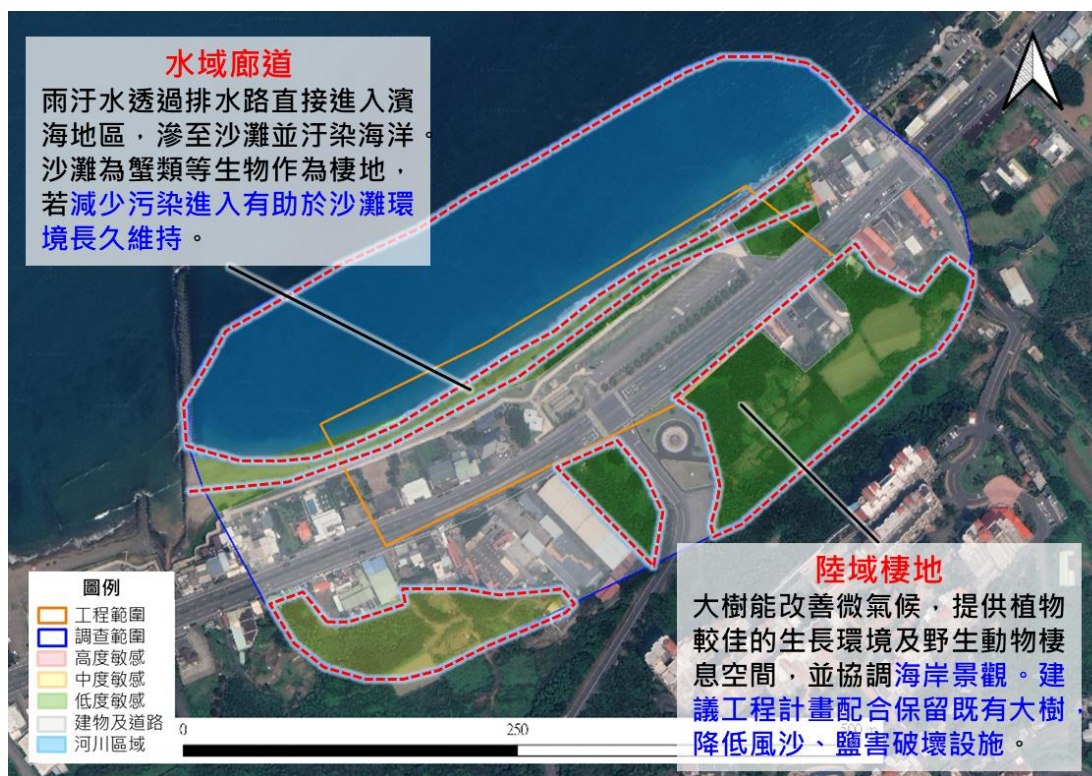 水域廊道
雨汙水透過排水路直接進入濱
海地區，滲至沙灘並汙染海洋。
沙灘為蟹類等生物作為棲地，
若減少污染進入有助於沙灘環
境長久維持。
陸域棲地
大樹能改善微氣候，提供植物
較佳的生長環境及野生動物棲
息空間，並協調海岸景觀。建
議工程計畫配合保留既有大樹，
降低風沙、鹽害破壞設施。
圖例
工程範圍
調查範圍
高度敏感
中度敏感
低度敏感
建物及道路
河川區域
0
250